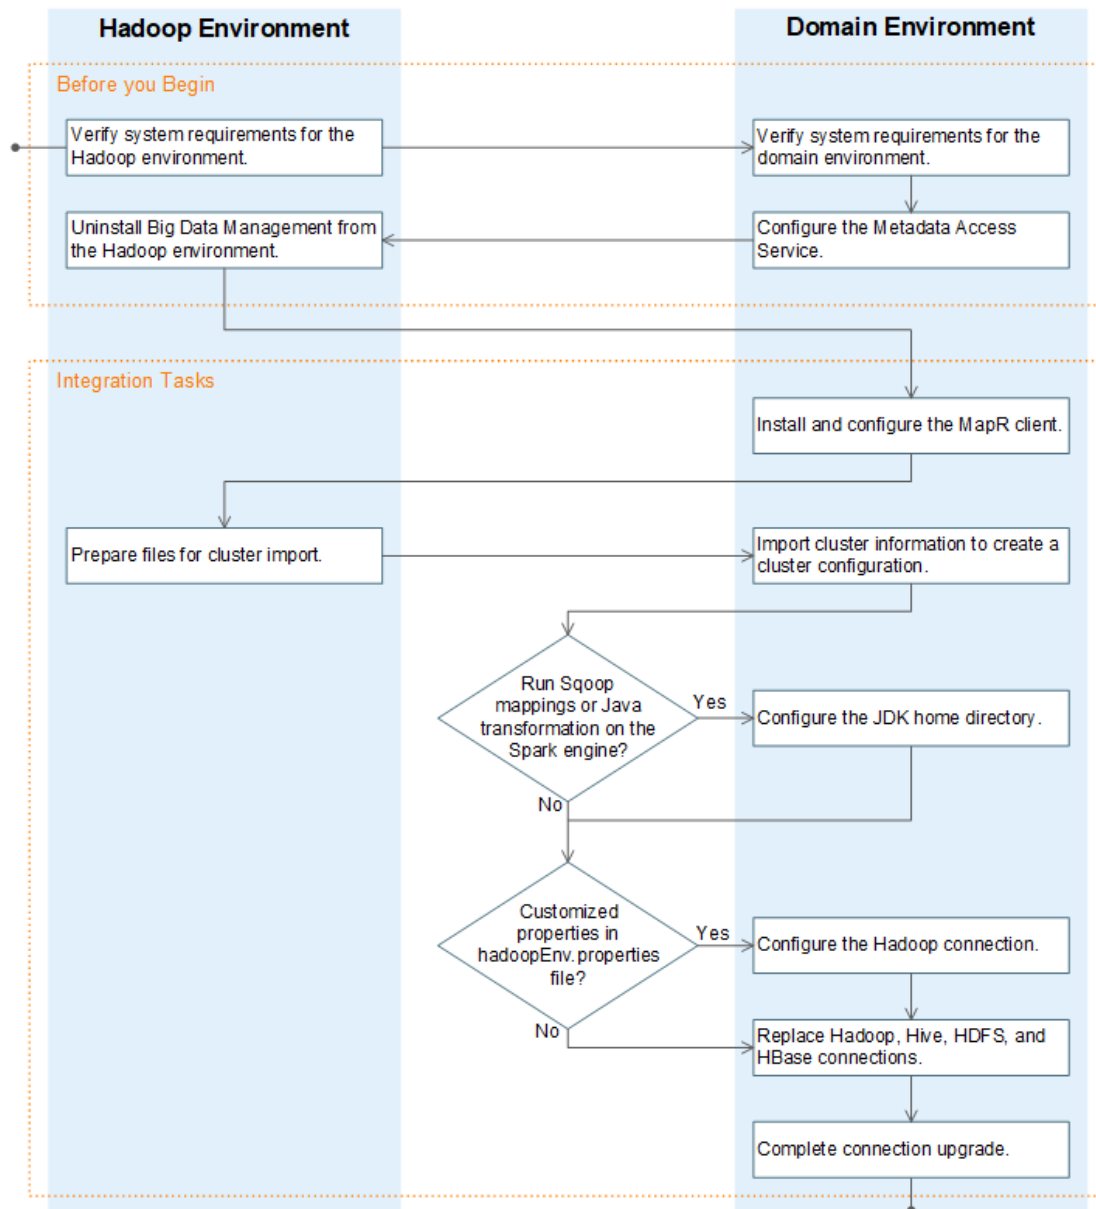 Hadoop Environment
Domain Environment
Before you Begin
Verify system requirements for the
Hadoop environment.
Verify system requirements for the
domain environment.
Uninstall Big Data Management from
the Hadoop environment.
Configure the Metadata Access
Service.
Integration Tasks
Install and configure the MapR client.
Prepare files for cluster import.
Import cluster information to create a
cluster configuration.
Run Sqoop
mappings or Java
transformation on the
Spark engine?
Yes
Configure the JDK home directory.
No
Customized
properties in
hadoopEnv.properties
file?
Yes
Configure the Hadoop connection.
No
Replace Hadoop, Hive, HDFS, and
HBase connections.
Complete connection upgrade.